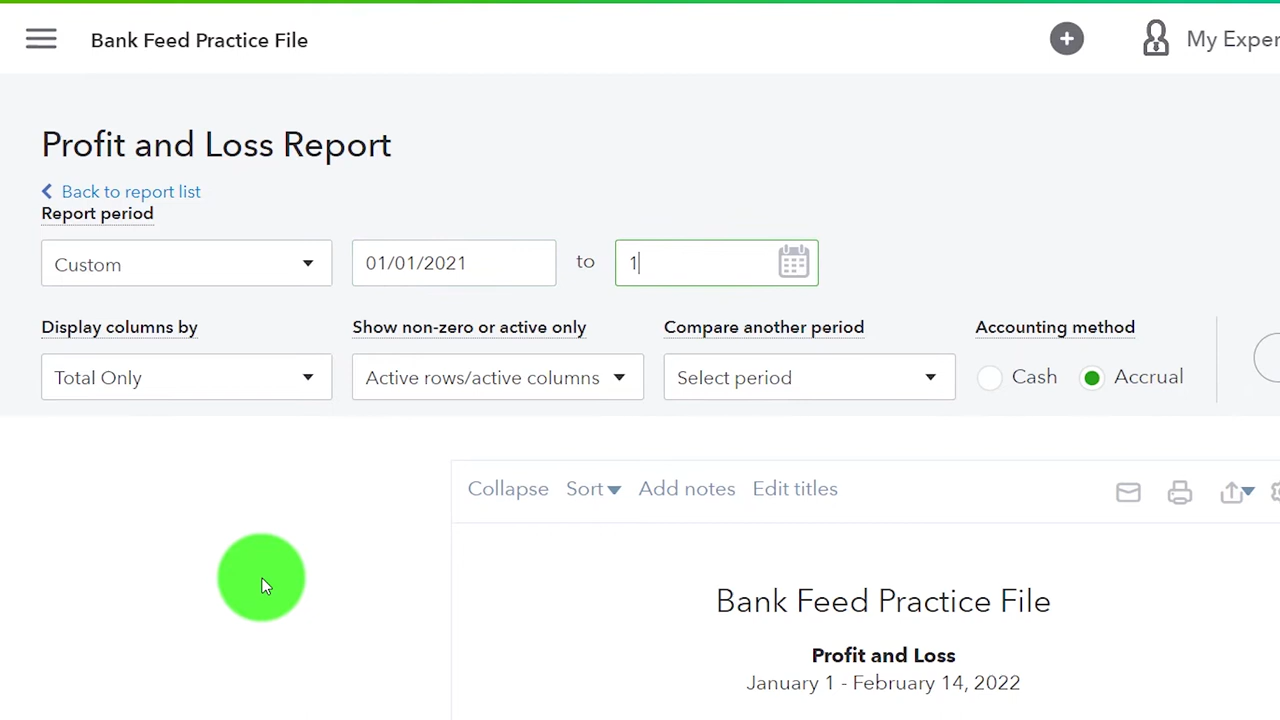 Bank Feed Practice File
My Exper
Profit and Loss Report
Back to report list
Report period
Custom 01/01/2021 to 1
Display columns by Show non-zero or active only Compare another period Accounting method
Total Only Active rows/active columns Select period Cash Accrual
Collapse Sort Add notes Edit titles
Bank Feed Practice File
Profit and Loss
January 1 - February 14, 2022